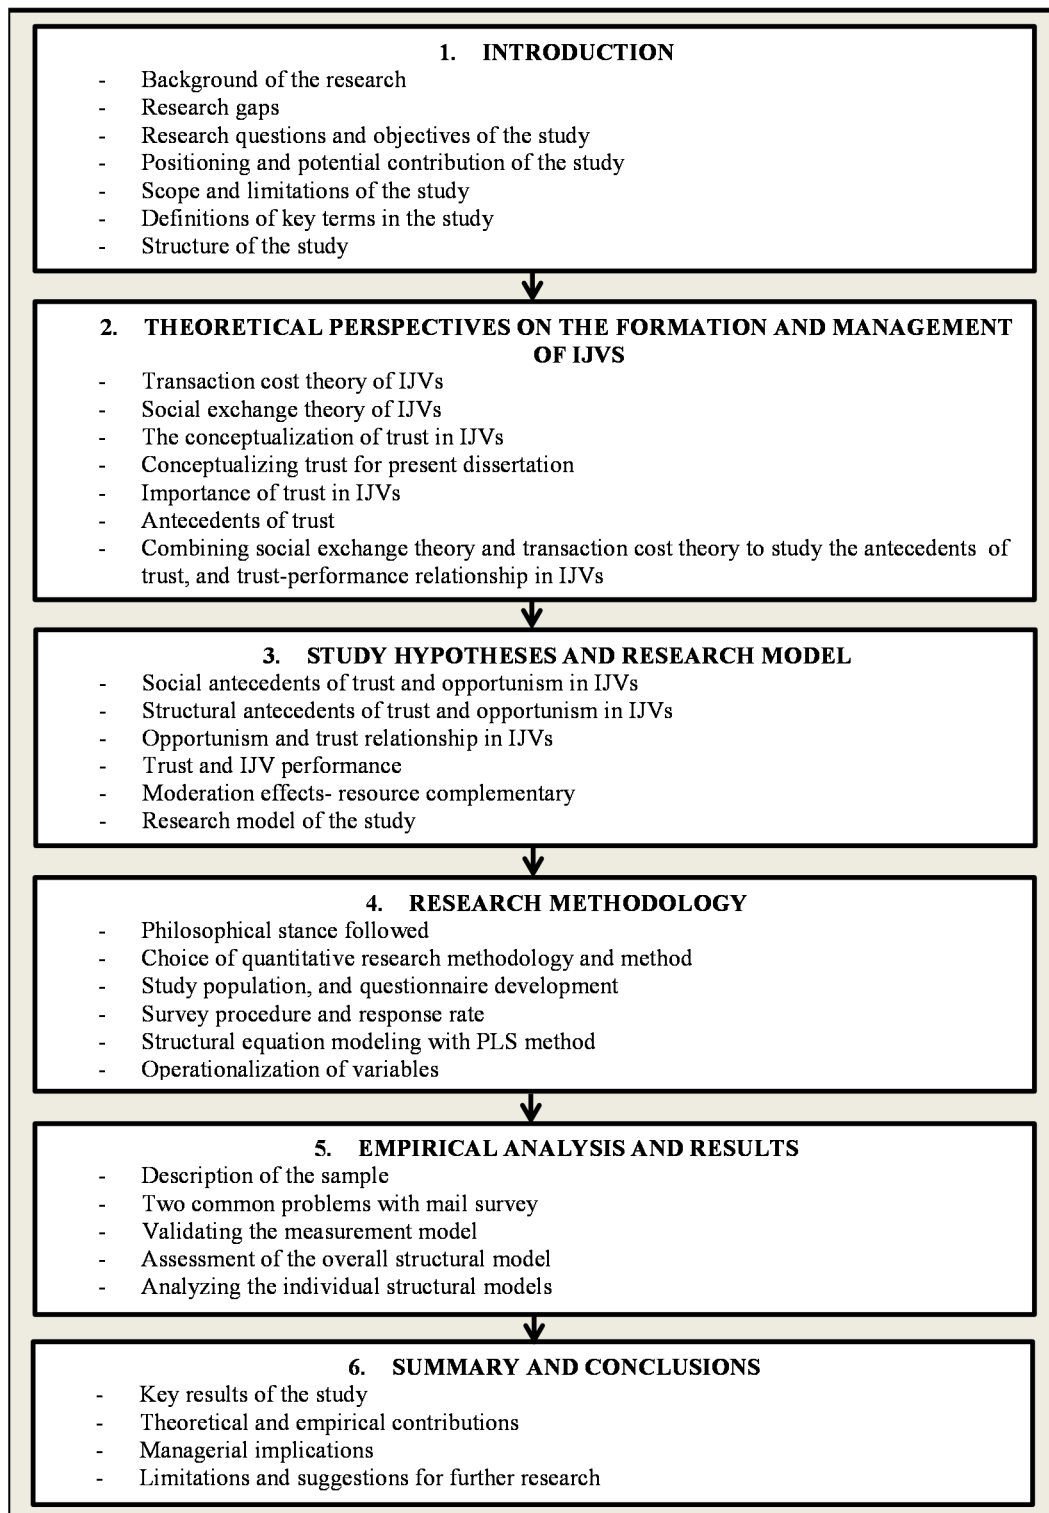 1. INTRODUCTION
- Background of the research
- Research gaps
- Research questions and objectives of the study
- Positioning and potential contribution of the study
- Scope and limitations of the study
- Definitions of key terms in the study
- Structure of the study
2. THEORETICAL PERSPECTIVES ON THE FORMATION AND MANAGEMENT
OF IJVS
- Transaction cost theory of IJVs
- Social exchange theory of IJVs
- The conceptualization of trust in IJVs
- Conceptualizing trust for present dissertation
- Importance of trust in IJVs
- Antecedents of trust
- Combining social exchange theory and transaction cost theory to study the antecedents of
trust, and trust-performance relationship in IJVs
3. STUDY HYPOTHESES AND RESEARCH MODEL
- Social antecedents of trust and opportunism in IJVs
- Structural antecedents of trust and opportunism in IJVs
- Opportunism and trust relationship in IJVs
- Trust and IJV performance
- Moderation effects- resource complementary
- Research model of the study
4. RESEARCH METHODOLOGY
- Philosophical stance followed
- Choice of quantitative research methodology and method
- Study population, and questionnaire development
- Survey procedure and response rate
- Structural equation modeling with PLS method
- Operationalization of variables
5. EMPIRICAL ANALYSIS AND RESULTS
- Description of the sample
- Two common problems with mail survey
- Validating the measurement model
- Assessment of the overall structural model
- Analyzing the individual structural models
6. SUMMARY AND CONCLUSIONS
- Key results of the study
- Theoretical and empirical contributions
- Managerial implications
- Limitations and suggestions for further research